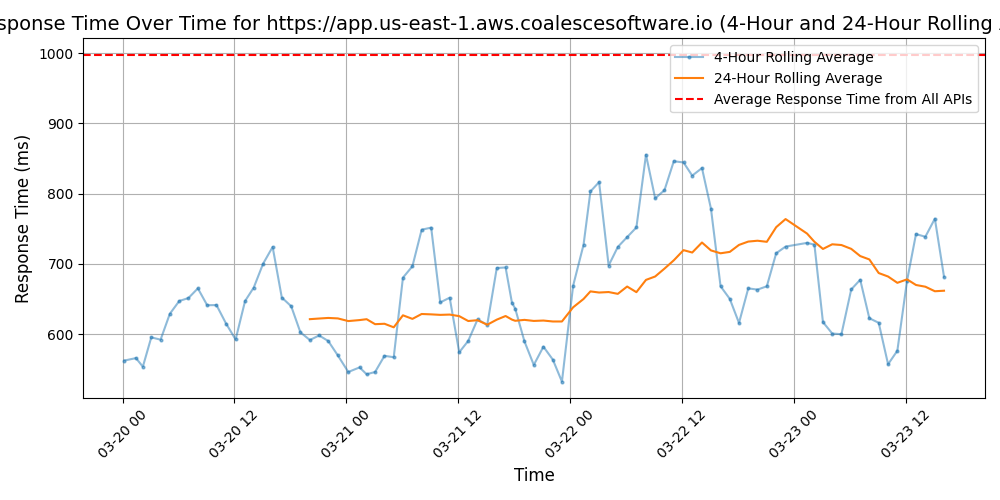 sponse Time Over Time for https://app.us-east-1.aws.coalescesoftware.io (4-Hour and 24-Hour Rolling
4-Hour Rolling Average
24-Hour Rolling Average
Average Response Time from All APIs
Response Time (ms)
1000
900
800
700
600
03-20 00
03-20 12
03-21 00
03-21 12
03-22 00
03-22 12
03-23 00
03-23 12
Time